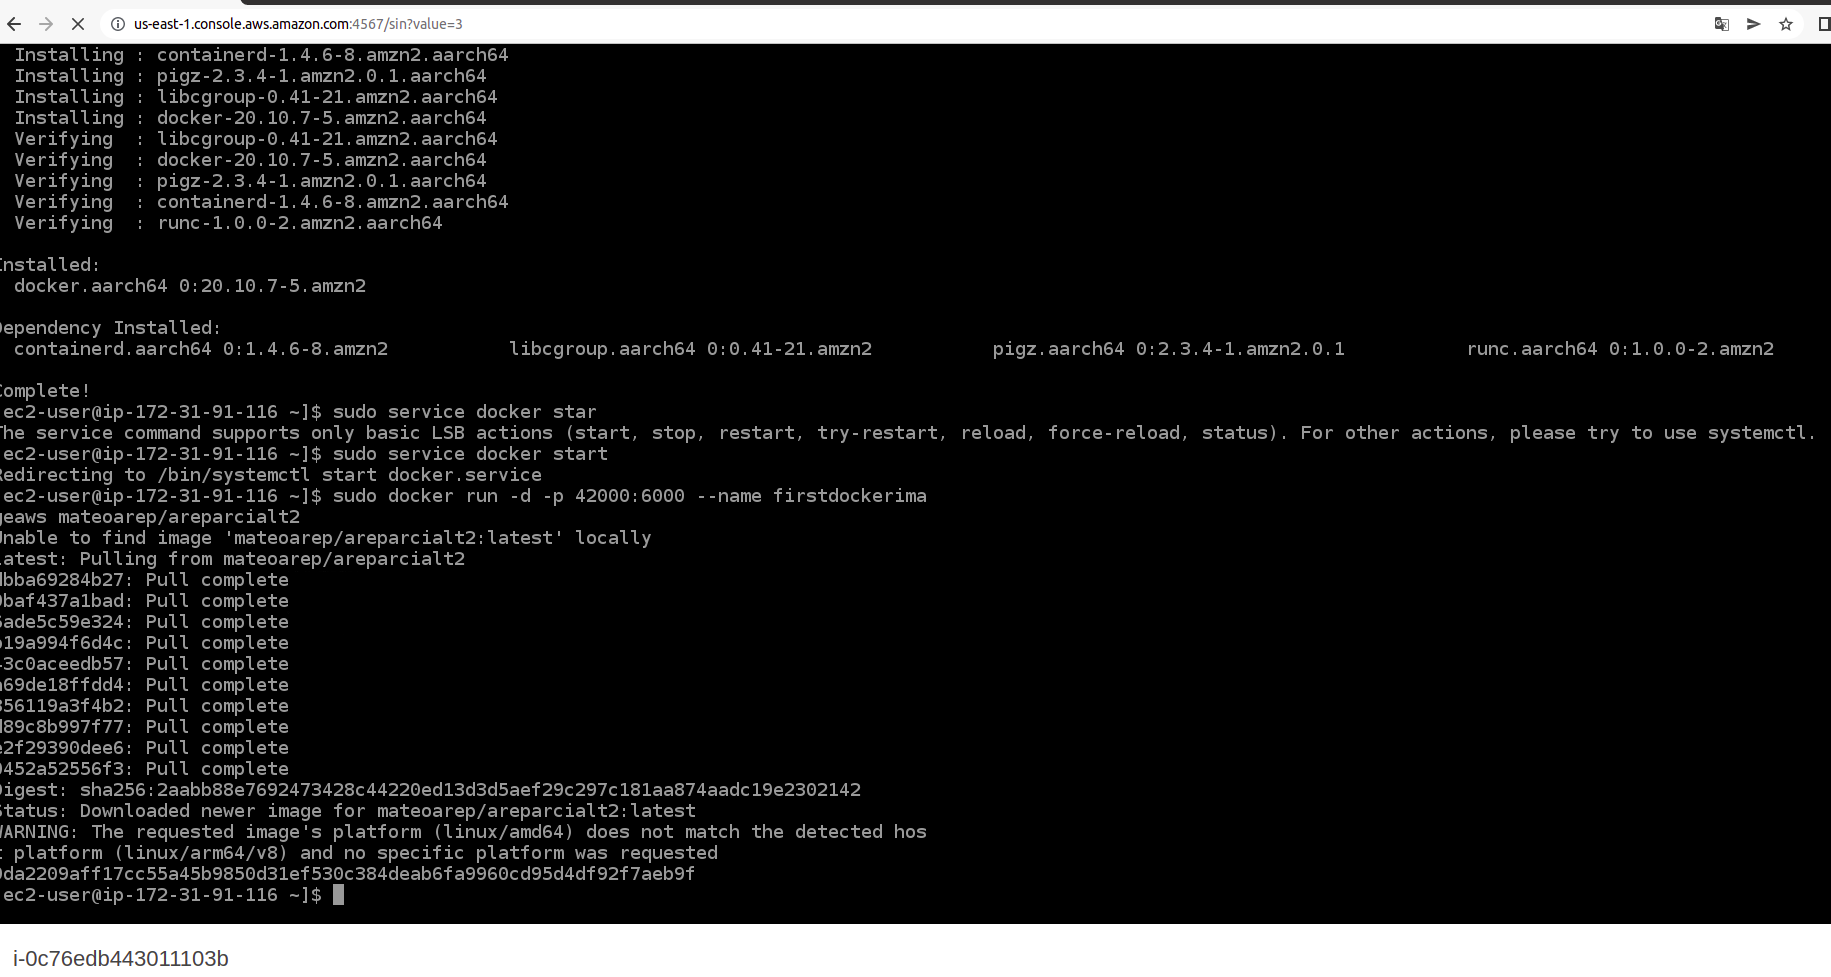 us-east-1.console.aws.amazon.com:4567/sin?value=3
Installing : containerd-1.4.6-8.amzn2.aarch64
Installing : pigz-2.3.4-1.amzn2.0.1.aarch64
Installing : libcgroup-0.41-21.amzn2.aarch64
Installing : docker-20.10.7-5.amzn2.aarch64
Verifying  : libcgroup-0.41-21.amzn2.aarch64
Verifying  : docker-20.10.7-5.amzn2.aarch64
Verifying  : pigz-2.3.4-1.amzn2.0.1.aarch64
Verifying  : containerd-1.4.6-8.amzn2.aarch64
Verifying  : runc-1.0.0-2.amzn2.aarch64
Installed:
docker.aarch64 0:20.10.7-5.amzn2
Dependency Installed:
containerd.aarch64 0:1.4.6-8.amzn2 libcgroup.aarch64 0:0.41-21.amzn2 pigz.aarch64 0:2.3.4-1.amzn2.0.1 runc.aarch64 0:1.0.0-2.amzn2
Complete!
ec2-user@ip-172-31-91-116 ~]$ sudo service docker star
The service command supports only basic LSB actions (start, stop, restart, try-restart, reload, force-reload, status). For other actions, please try to use systemctl.
ec2-user@ip-172-31-91-116 ~]$ sudo service docker start
Redirecting to /bin/systemctl start docker.service
ec2-user@ip-172-31-91-116 ~]$ sudo docker run -d -p 42000:6000 --name firstdockerima
geaws mateoarep/areparcialt2
Unable to find image 'mateoarep/areparcialt2:latest' locally
latest: Pulling from mateoarep/areparcialt2
bba69284b27: Pull complete
baf437a1bad: Pull complete
ade5c59e324: Pull complete
19a994f6d4c: Pull complete
3c0aceedb57: Pull complete
69de18ffdd4: Pull complete
56119a3f4b2: Pull complete
89c8b997f77: Pull complete
2f29390dee6: Pull complete
452a52556f3: Pull complete
Digest: sha256:2aabb88e7692473428c44220ed13d3d5aef29c297c181aa874aadc19e2302142
Status: Downloaded newer image for mateoarep/areparcialt2:latest
WARNING: The requested image's platform (linux/amd64) does not match the detected hos
t platform (linux/arm64/v8) and no specific platform was requested
da2209aff17cc55a45b9850d31ef530c384deab6fa9960cd95d4df92f7aeb9f
ec2-user@ip-172-31-91-116 ~]$
i-0c76edb443011103b